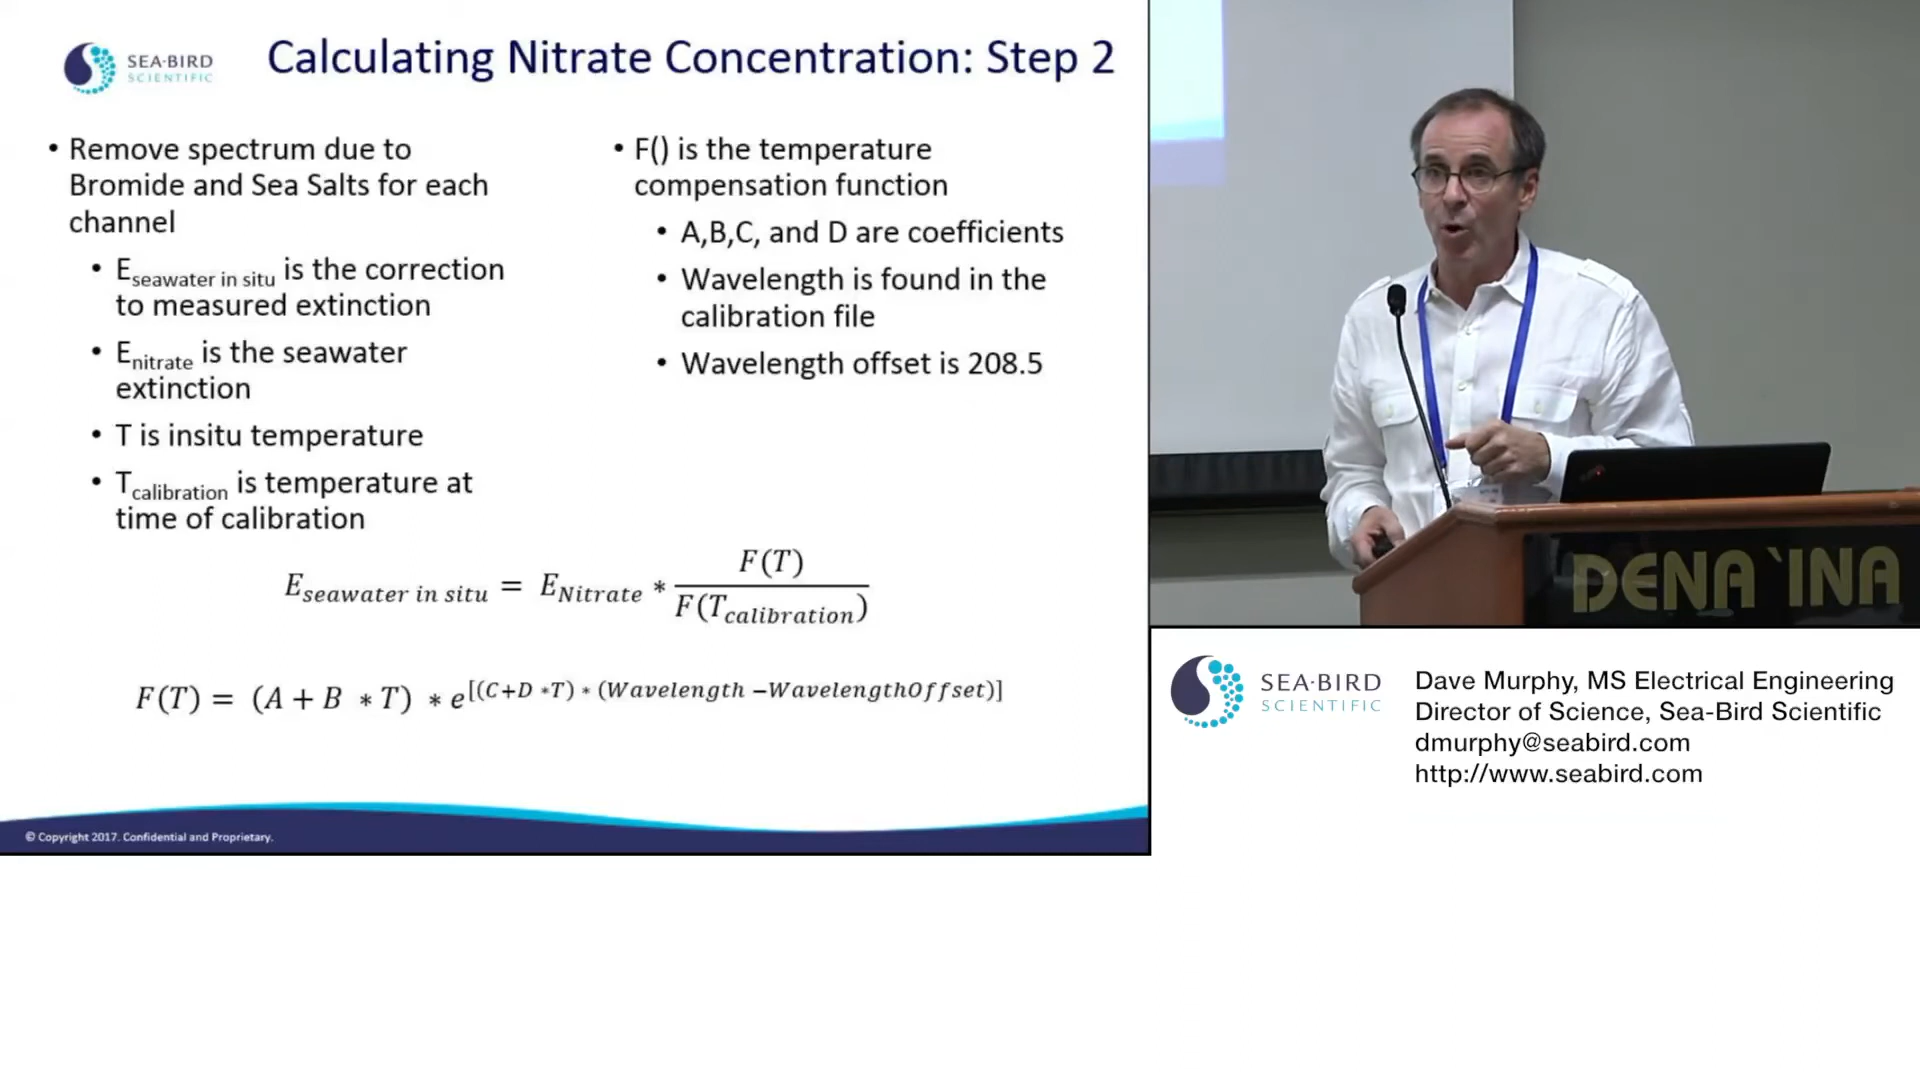 SEA·BIRD
SCIENTIFIC
Calculating Nitrate Concentration: Step 2
• Remove spectrum due to
Bromide and Sea Salts for each
channel
• Eseawater in situ is the correction
to measured extinction
• Enitrate is the seawater
extinction
• T is insitu temperature
• Tcalibration is temperature at
time of calibration
• F() is the temperature
compensation function
• A,B,C, and D are coefficients
• Wavelength is found in the
calibration file
• Wavelength offset is 208.5
Eseawater in situ = ENitrate * F(T) / F(Tcalibration)
F(T) = (A + B * T) * e[(C+D *T) * (Wavelength -WavelengthOffset)]
© Copyright 2017. Confidential and Proprietary.
DENA`INA
SEA·BIRD
SCIENTIFIC
Dave Murphy, MS Electrical Engineering
Director of Science, Sea-Bird Scientific
dmurphy@seabird.com
http://www.seabird.com